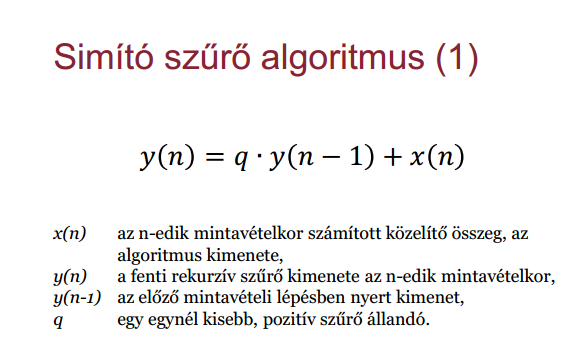 Simító szűrő algoritmus (1)
y(n) = q · y(n − 1) + x(n)
x(n) az n-edik mintavételkor számított közelítő összeg, az
algoritmus kimenete,
y(n) a fenti rekurzív szűrő kimenete az n-edik mintavételkor,
y(n-1) az előző mintavételi lépésben nyert kimenet,
q egy egynél kisebb, pozitív szűrő állandó.